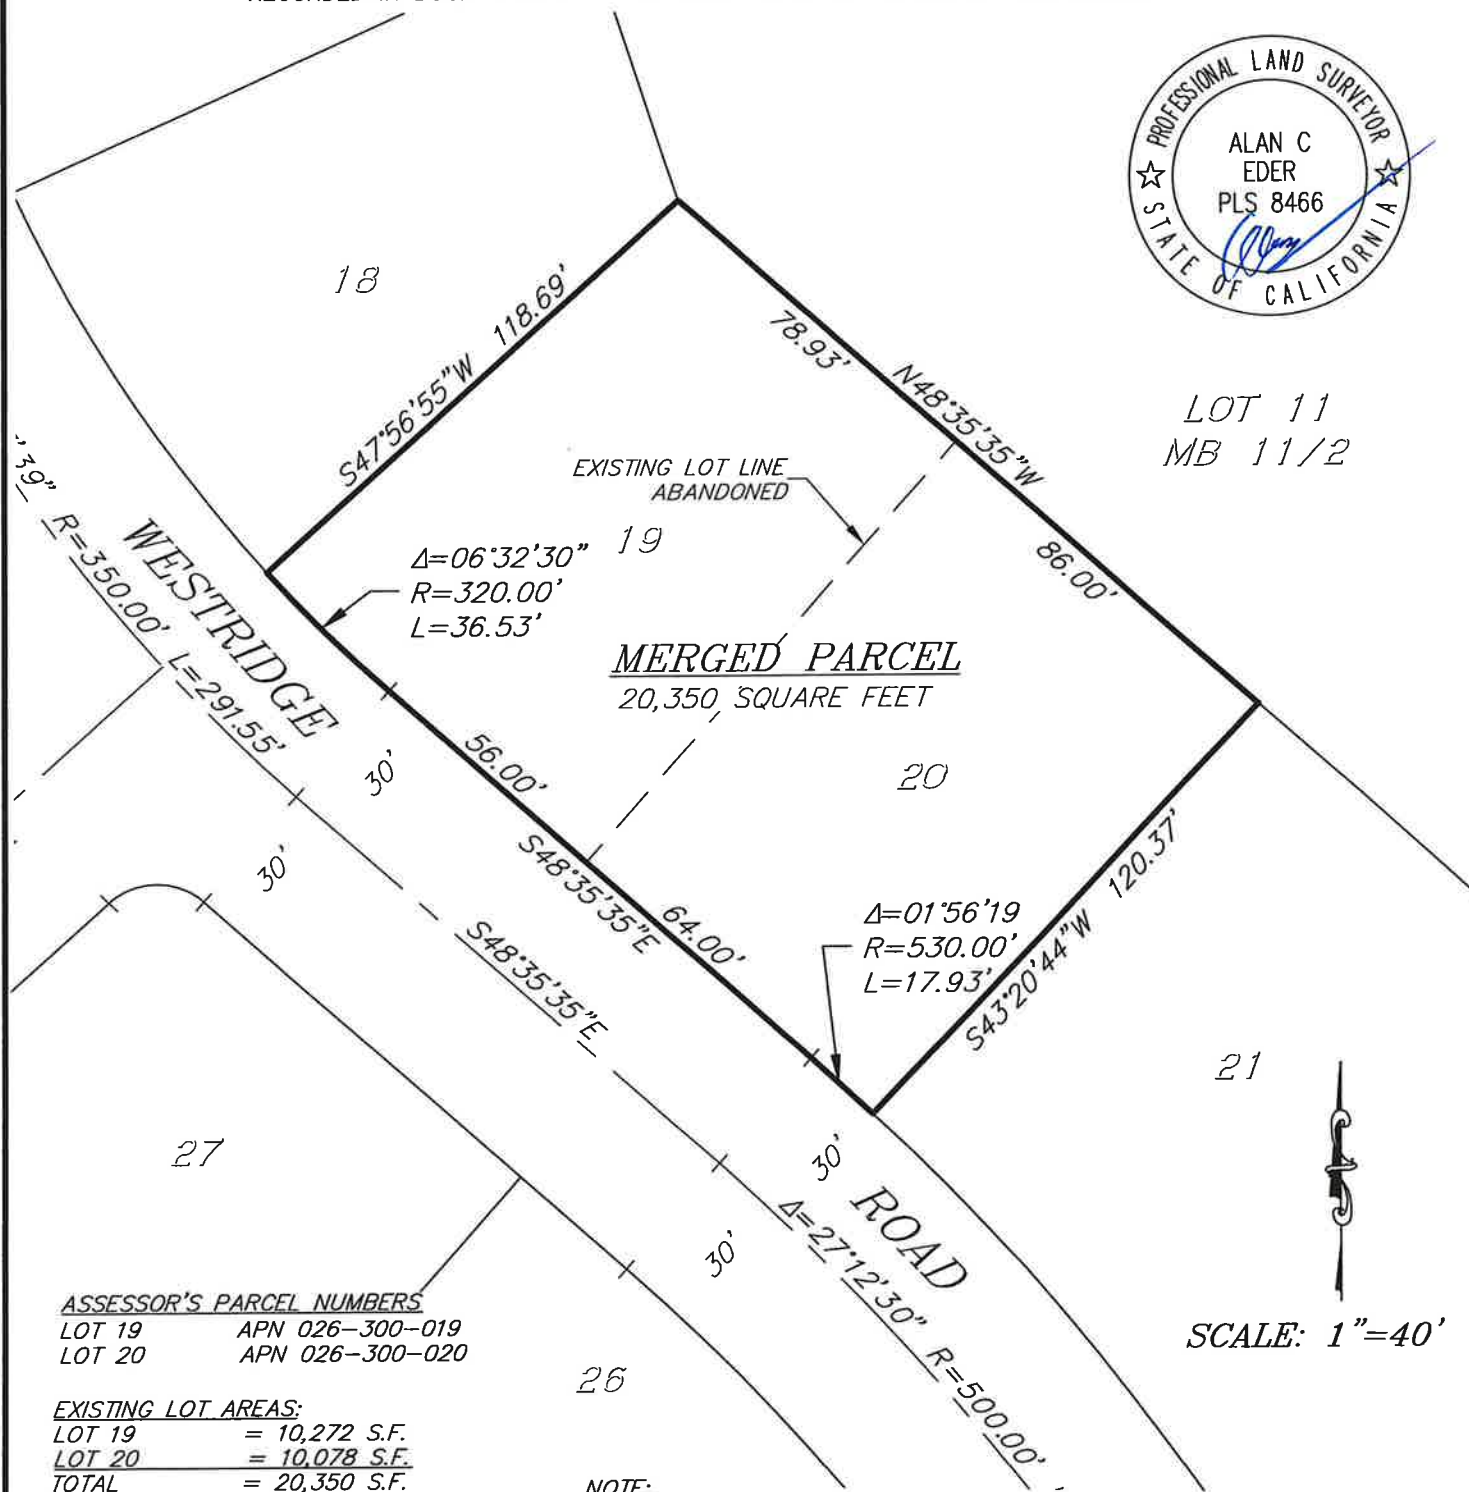 PROFESSIONAL LAND SURVEYOR
ALAN C
EDER
PLS 8466
STATE OF CALIFORNIA
18
S47°56'55"W 118.69'
78.93'
N48°35'35"W
86.00'
LOT 11
MB 11/2
EXISTING LOT LINE
ABANDONED
19
Δ=06°32'30"
R=320.00'
L=36.53'
MERGED PARCEL
20,350 SQUARE FEET
39" R=350.00' L=291.55'
WESTRIDGE
30'
30'
56.00'
S48°35'35"E
64.00'
20
S48°35'35"E
Δ=01°56'19
R=530.00'
L=17.93'
S43°20'44"W 120.37'
21
27
30'
30'
ROAD
Δ=27°12'30" R=500.00'
SCALE: 1"=40'
26
ASSESSOR'S PARCEL NUMBERS
LOT 19 APN 026-300-019
LOT 20 APN 026-300-020
EXISTING LOT AREAS:
LOT 19 = 10,272 S.F.
LOT 20 = 10,078 S.F.
TOTAL = 20,350 S.F.
NOTE: